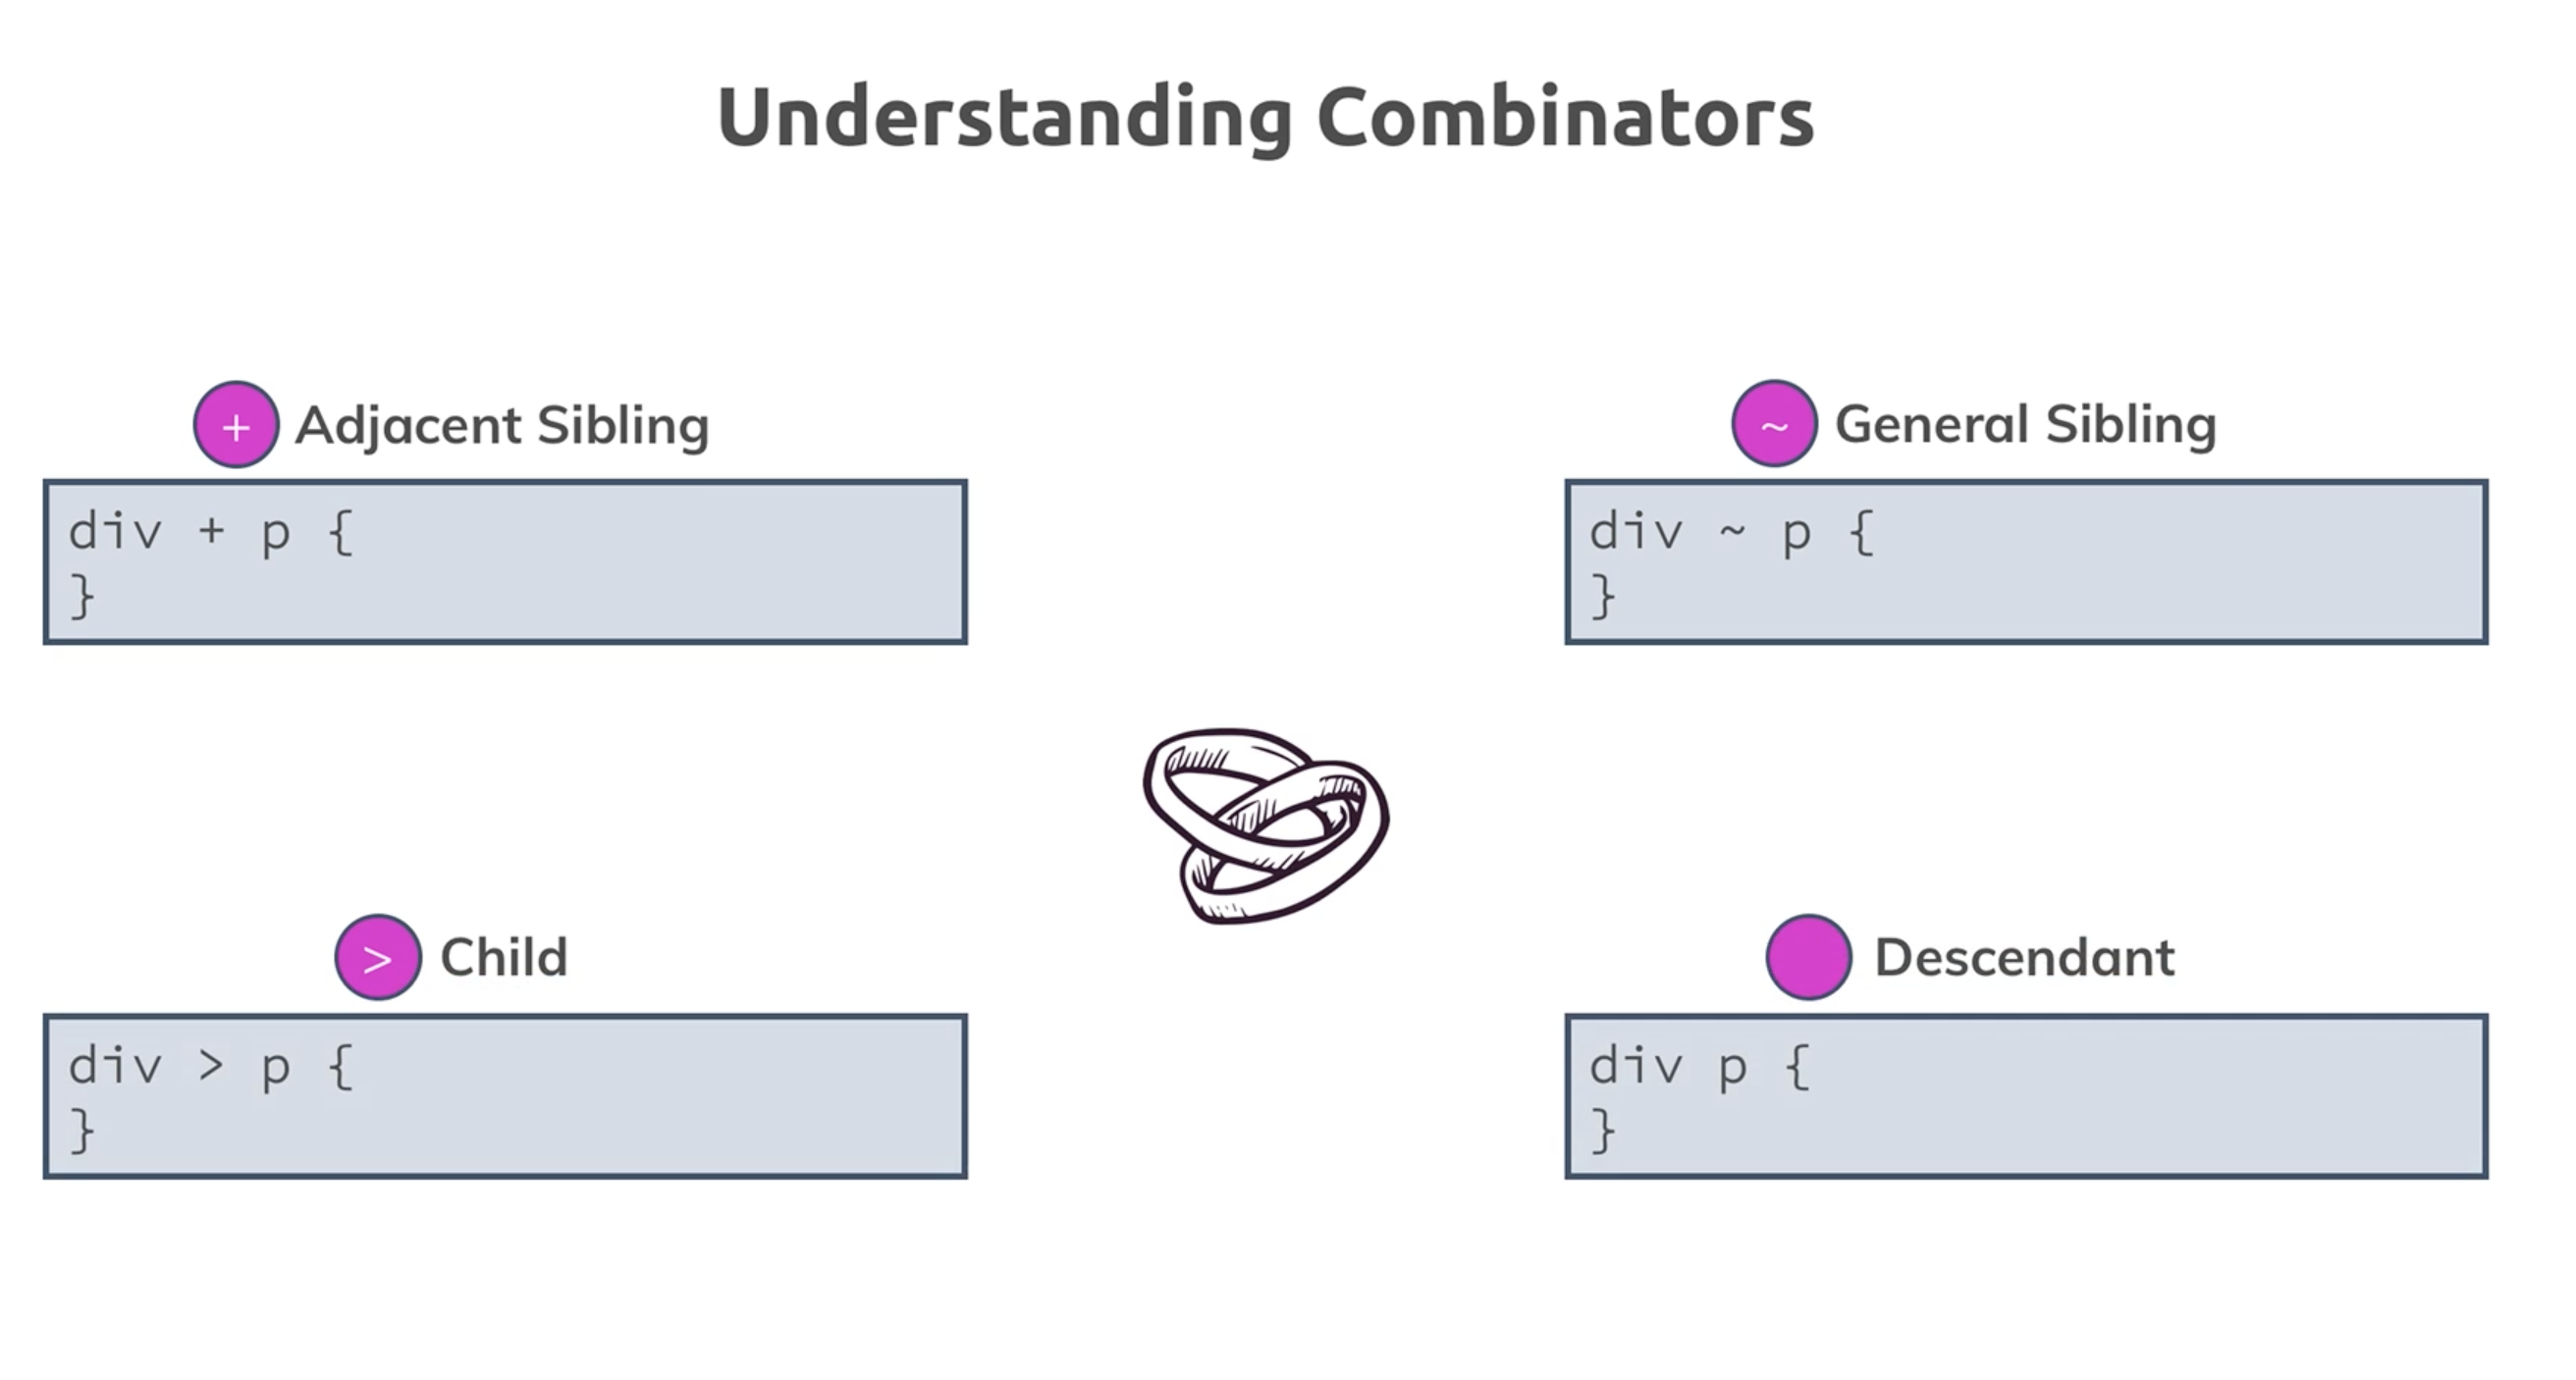 Understanding Combinators
+ Adjacent Sibling
div + p {
}
~ General Sibling
div ~ p {
}
> Child
div > p {
}
Descendant
div p {
}